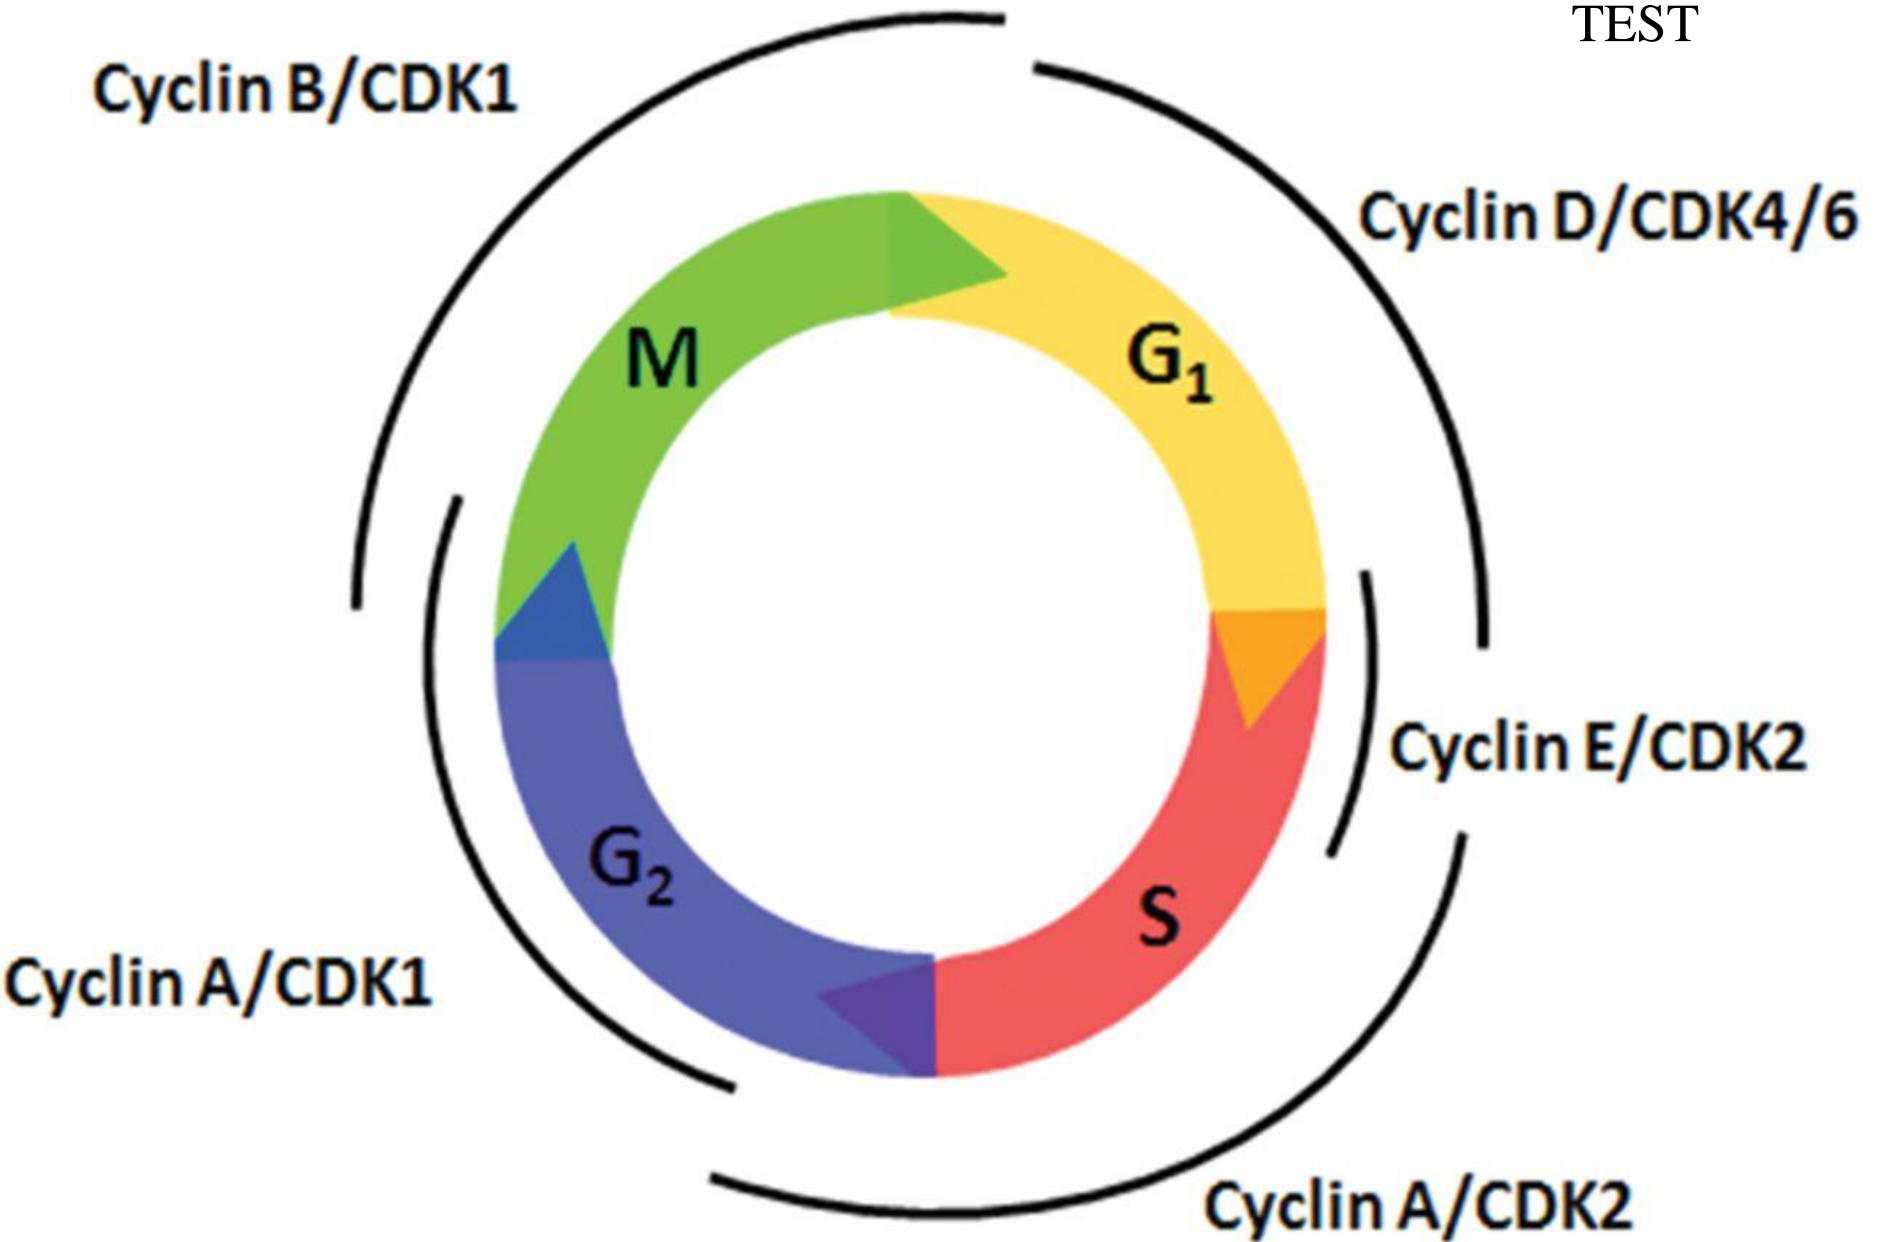 TEST
Cyclin B/CDK1
Cyclin D/CDK4/6
M
G₁
Cyclin E/CDK2
G₂
S
Cyclin A/CDK1
Cyclin A/CDK2